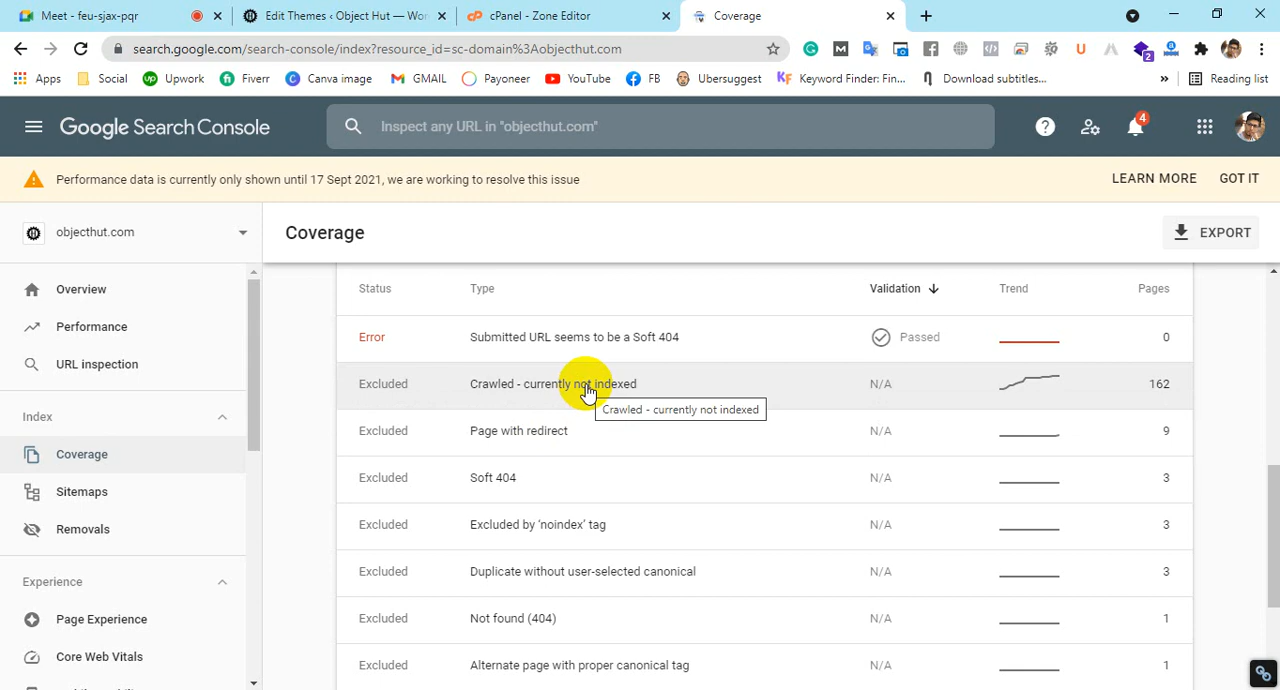 Meet - feu-sjax-pqr
Edit Themes ‹ Object Hut — Wor
cPanel - Zone Editor
Coverage
search.google.com/search-console/index?resource_id=sc-domain%3Aobjecthut.com
Apps
Social
Upwork
Fiverr
Canva image
GMAIL
Payoneer
YouTube
FB
Ubersuggest
Keyword Finder: Fin...
Download subtitles...
»
Reading list
Google Search Console
Inspect any URL in "objecthut.com"
4
Performance data is currently only shown until 17 Sept 2021, we are working to resolve this issue
LEARN MORE
GOT IT
objecthut.com
Coverage
EXPORT
Overview
Performance
URL inspection
Index
Coverage
Sitemaps
Removals
Experience
Page Experience
Core Web Vitals
Status Type Validation Trend Pages
Error Submitted URL seems to be a Soft 404 Passed 0
Excluded Crawled - currently not indexed N/A 162
Crawled - currently not indexed
Excluded Page with redirect N/A 9
Excluded Soft 404 N/A 3
Excluded Excluded by ‘noindex’ tag N/A 3
Excluded Duplicate without user-selected canonical N/A 3
Excluded Not found (404) N/A 1
Excluded Alternate page with proper canonical tag N/A 1